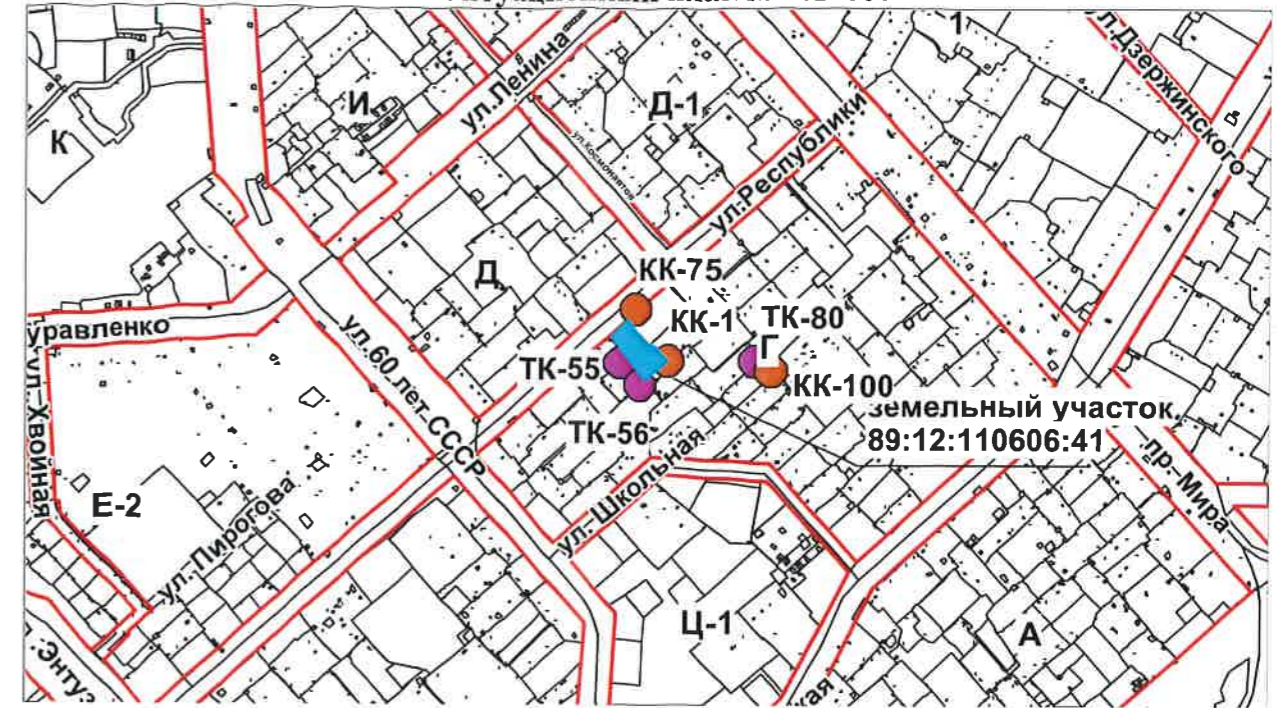 К
И
ул.Ленина
Д-1
ул.Космонавтов
ул.Республики
ул.Дзержинского
Д
КК-75
КК-1
ТК-80
Г
ТК-55
КК-100
ТК-56
земельный участок
89:12:110606:41
уравленко
ул.Хвойная
ул.60 лет.СССР
ул.Школьная
пр.Мира
Е-2
ул.Пирогова
Ц-1
А
.Энтуз
кая